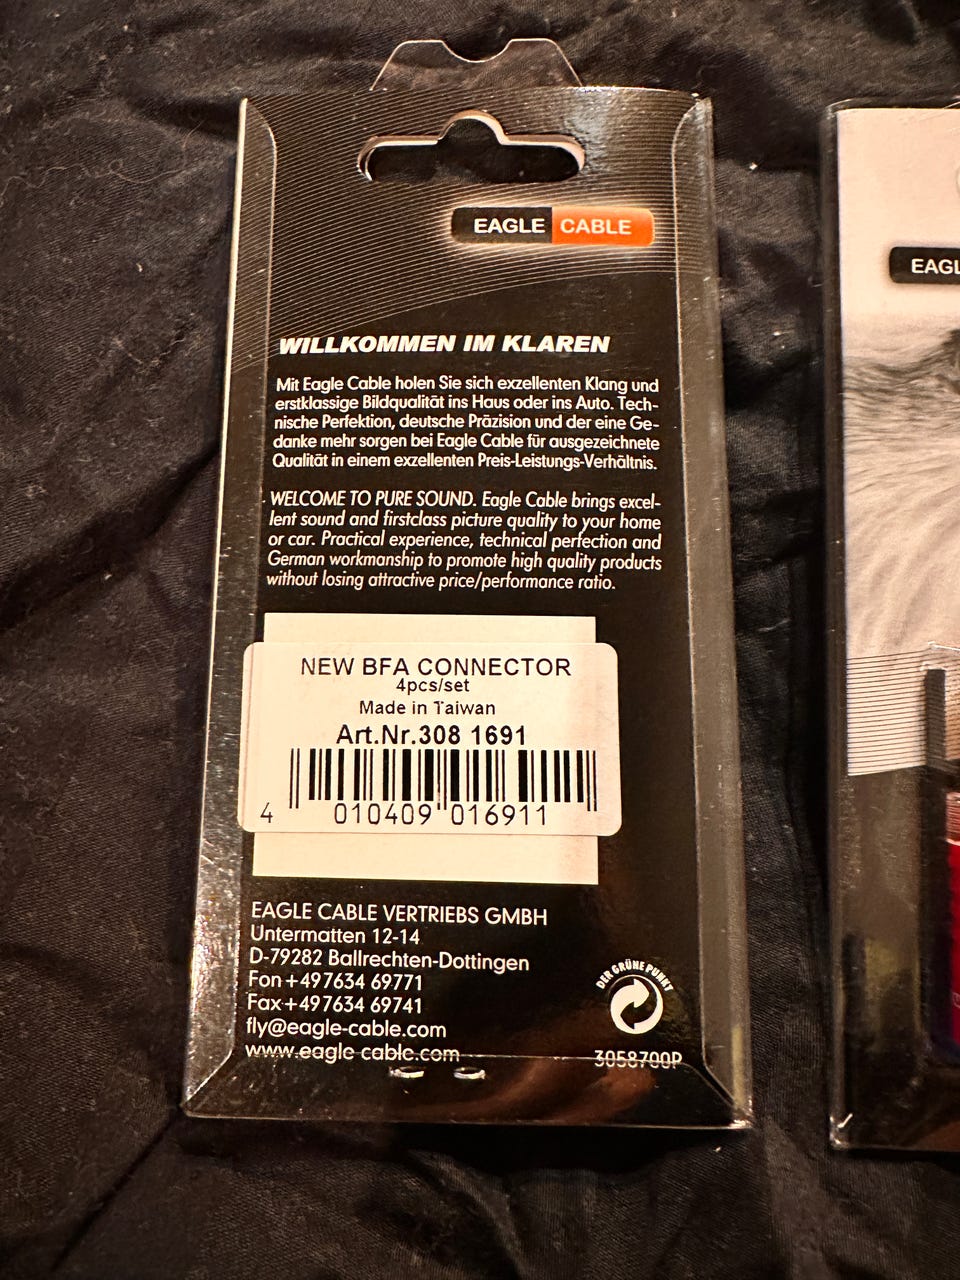 EAGLE CABLE
WILLKOMMEN IM KLAREN
Mit Eagle Cable holen Sie sich exzellenten Klang und
erstklassige Bildqualität ins Haus oder ins Auto. Tech-
nische Perfektion, deutsche Präzision und der eine Ge-
danke mehr sorgen bei Eagle Cable für ausgezeichnete
Qualität in einem exzellenten Preis-Leistungs-Verhältnis.
WELCOME TO PURE SOUND. Eagle Cable brings excel-
lent sound and firstclass picture quality to your home
or car. Practical experience, technical perfection and
German workmanship to promote high quality products
without losing attractive price/performance ratio.
NEW BFA CONNECTOR
4pcs/set
Made in Taiwan
Art.Nr.308 1691
4 010409 016911
EAGLE CABLE VERTRIEBS GMBH
Untermatten 12-14
D-79282 Ballrechten-Dottingen
Fon+497634 69771
Fax+497634 69741
fly@eagle-cable.com
www.eagle-cable.com
DER GRÜNE PUNKT
3058700P
EAGL